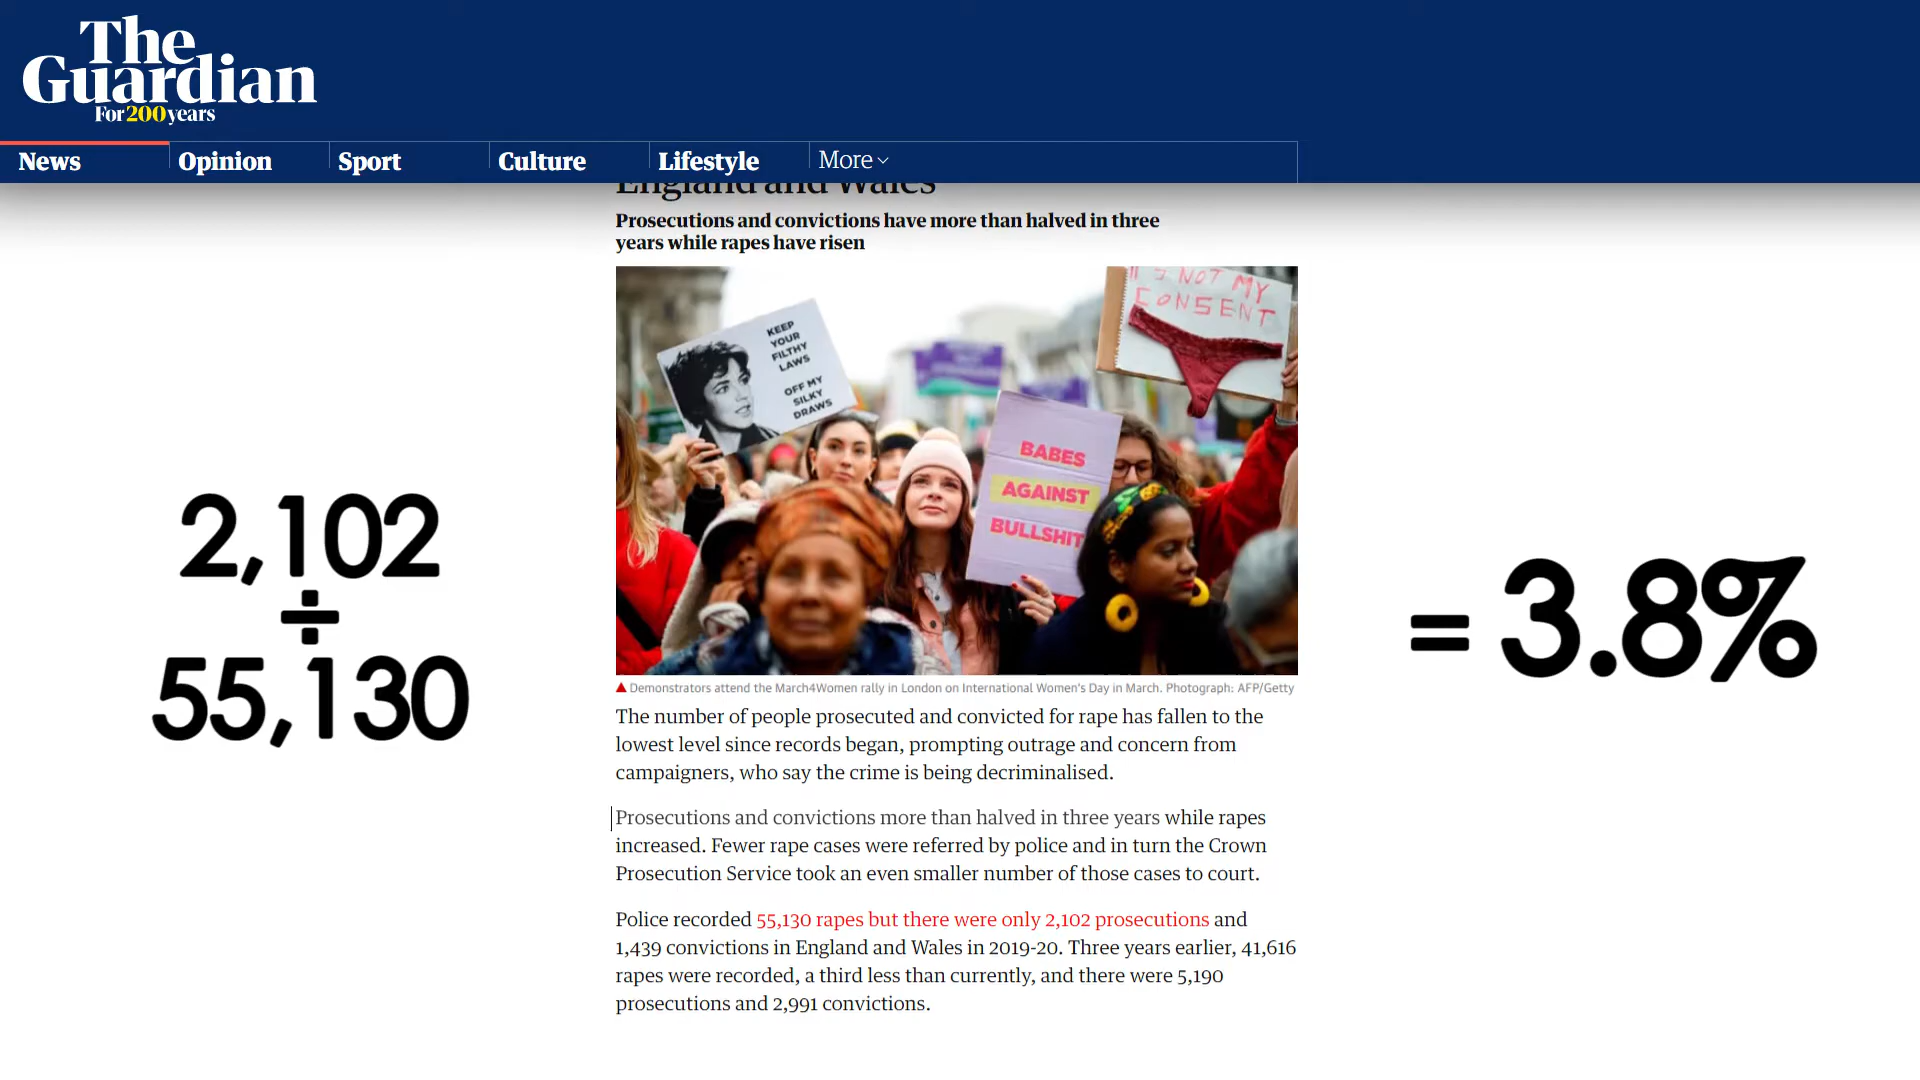 The
Guardian
For 200 years
News
Opinion
Sport
Culture
Lifestyle
More
England and Wales
Prosecutions and convictions have more than halved in three
years while rapes have risen
KEEP
YOUR
FILTHY
LAWS
OFF MY
SILKY
DRAWS
IS NOT MY
CONSENT
BABES
AGAINST
BULLSHIT
Demonstrators attend the March4Women rally in London on International Women's Day in March. Photograph: AFP/Getty
The number of people prosecuted and convicted for rape has fallen to the
lowest level since records began, prompting outrage and concern from
campaigners, who say the crime is being decriminalised.
Prosecutions and convictions more than halved in three years while rapes
increased. Fewer rape cases were referred by police and in turn the Crown
Prosecution Service took an even smaller number of those cases to court.
Police recorded 55,130 rapes but there were only 2,102 prosecutions and
1,439 convictions in England and Wales in 2019-20. Three years earlier, 41,616
rapes were recorded, a third less than currently, and there were 5,190
prosecutions and 2,991 convictions.
2,102
÷
55,130
= 3.8%